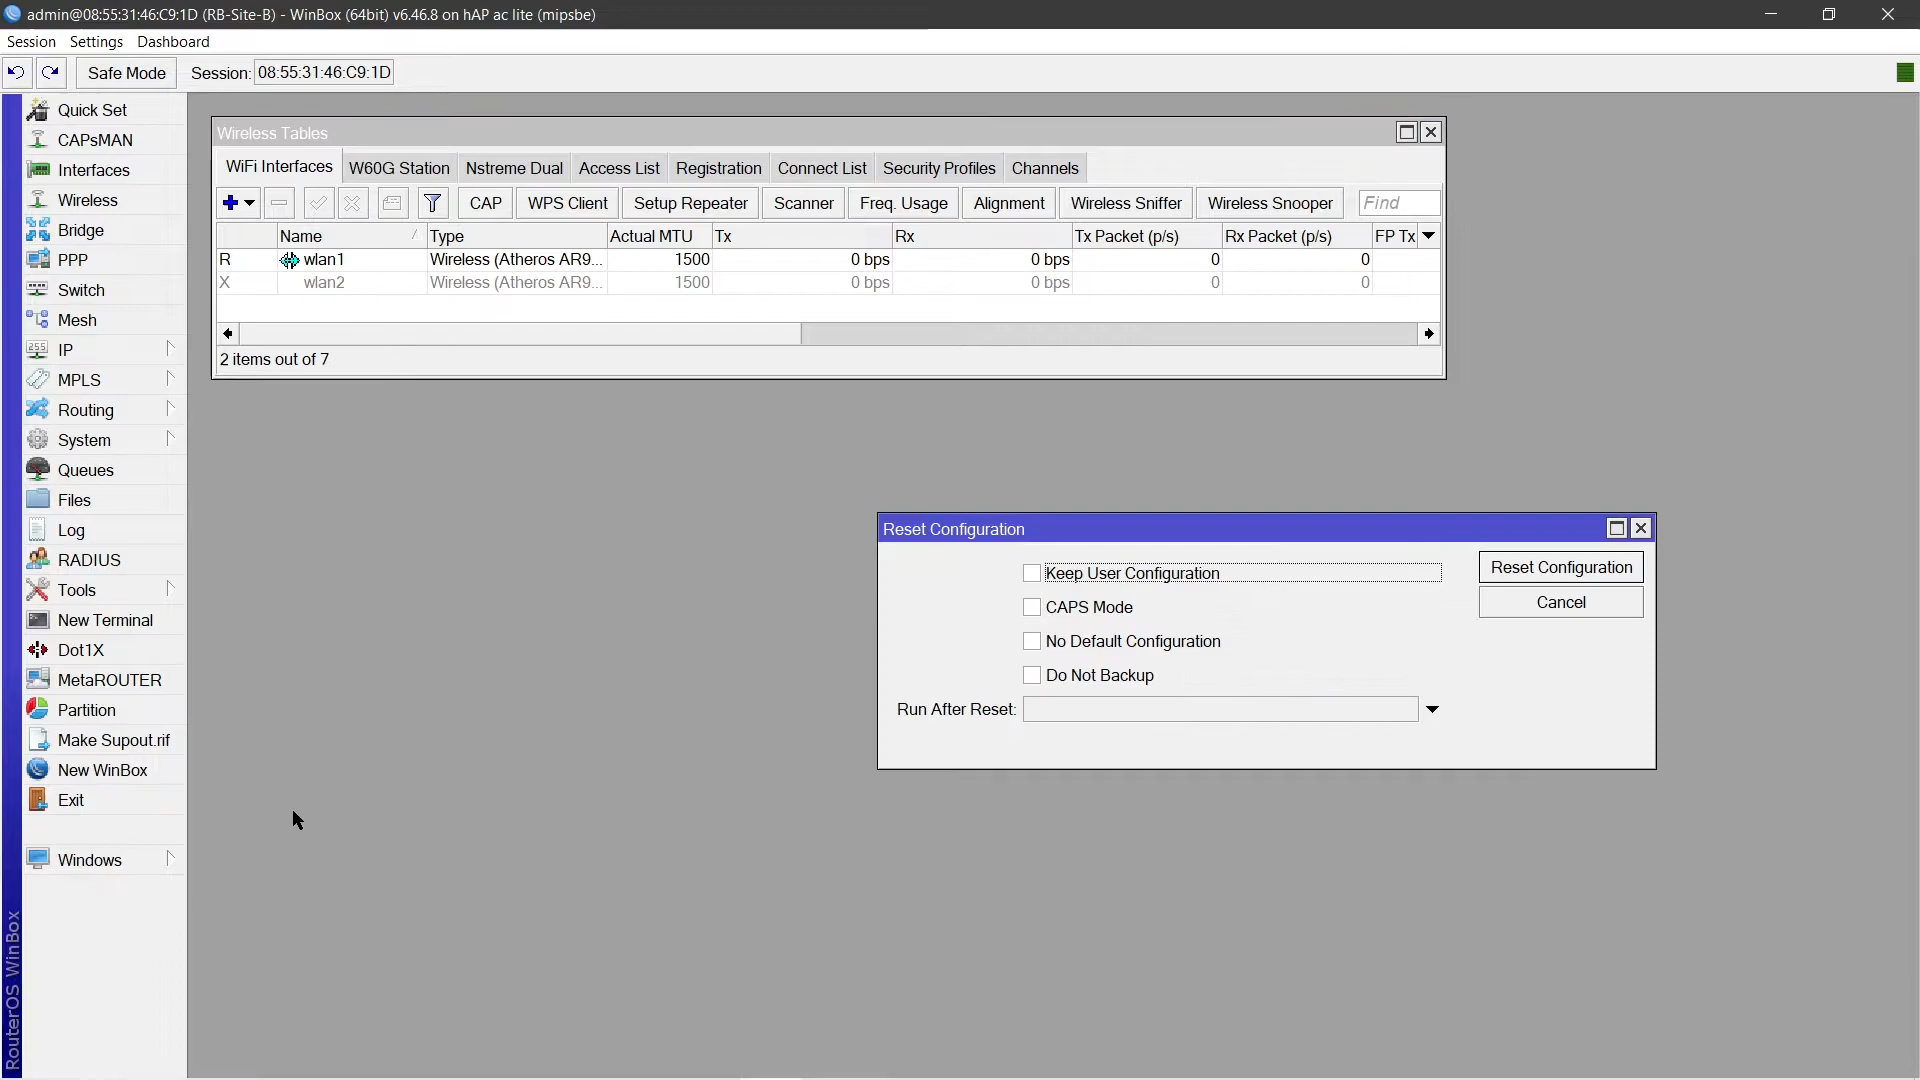 admin@08:55:31:46:C9:1D (RB-Site-B) - WinBox (64bit) v6.46.8 on hAP ac lite (mipsbe)
Session Settings Dashboard
Safe Mode Session: 08:55:31:46:C9:1D
Quick Set
CAPsMAN
Interfaces
Wireless
Bridge
PPP
Switch
Mesh
255 IP
MPLS
Routing
System
Queues
Files
Log
RADIUS
Tools
New Terminal
Dot1X
MetaROUTER
Partition
Make Supout.rif
New WinBox
Exit
Windows
RouterOS WinBox
Wireless Tables
WiFi Interfaces W60G Station Nstreme Dual Access List Registration Connect List Security Profiles Channels
CAP WPS Client Setup Repeater Scanner Freq. Usage Alignment Wireless Sniffer Wireless Snooper Find
Name Type Actual MTU Tx Rx Tx Packet (p/s) Rx Packet (p/s) FP Tx
R wlan1 Wireless (Atheros AR9... 1500 0 bps 0 bps 0 0
X wlan2 Wireless (Atheros AR9... 1500 0 bps 0 bps 0 0
2 items out of 7
Reset Configuration
Keep User Configuration
CAPS Mode
No Default Configuration
Do Not Backup
Run After Reset:
Reset Configuration
Cancel